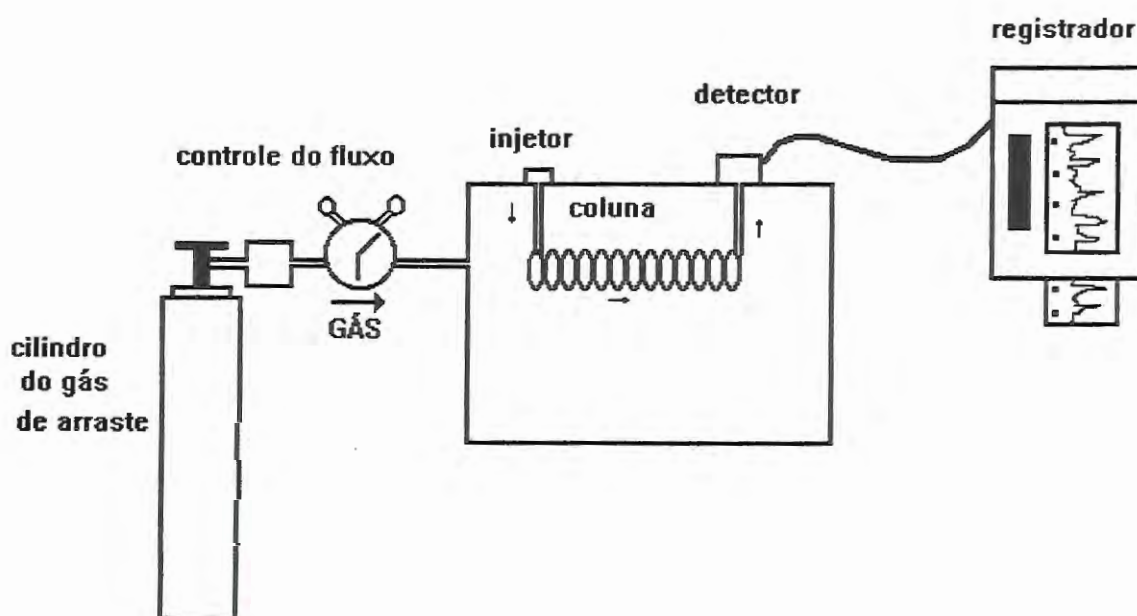 registrador
detector
injetor
controle do fluxo
coluna
GÁS
cilindro
do gás
de arraste